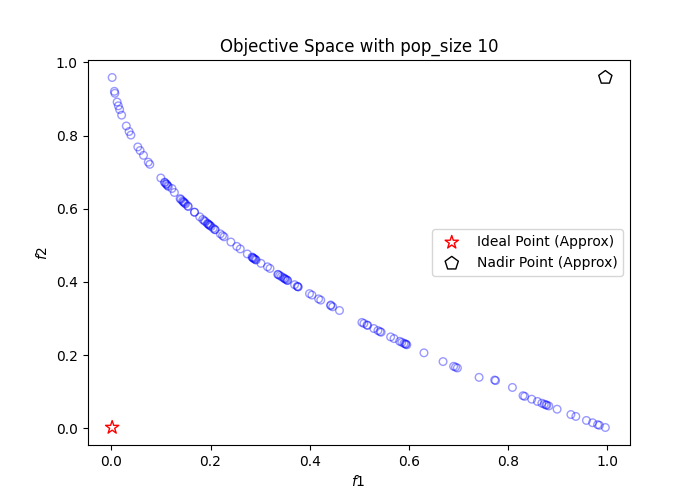 Objective Space with pop_size 10
1.0
0.8
0.6
0.4
0.2
0.0
f2
Ideal Point (Approx)
Nadir Point (Approx)
0.0 0.2 0.4 0.6 0.8 1.0
f1